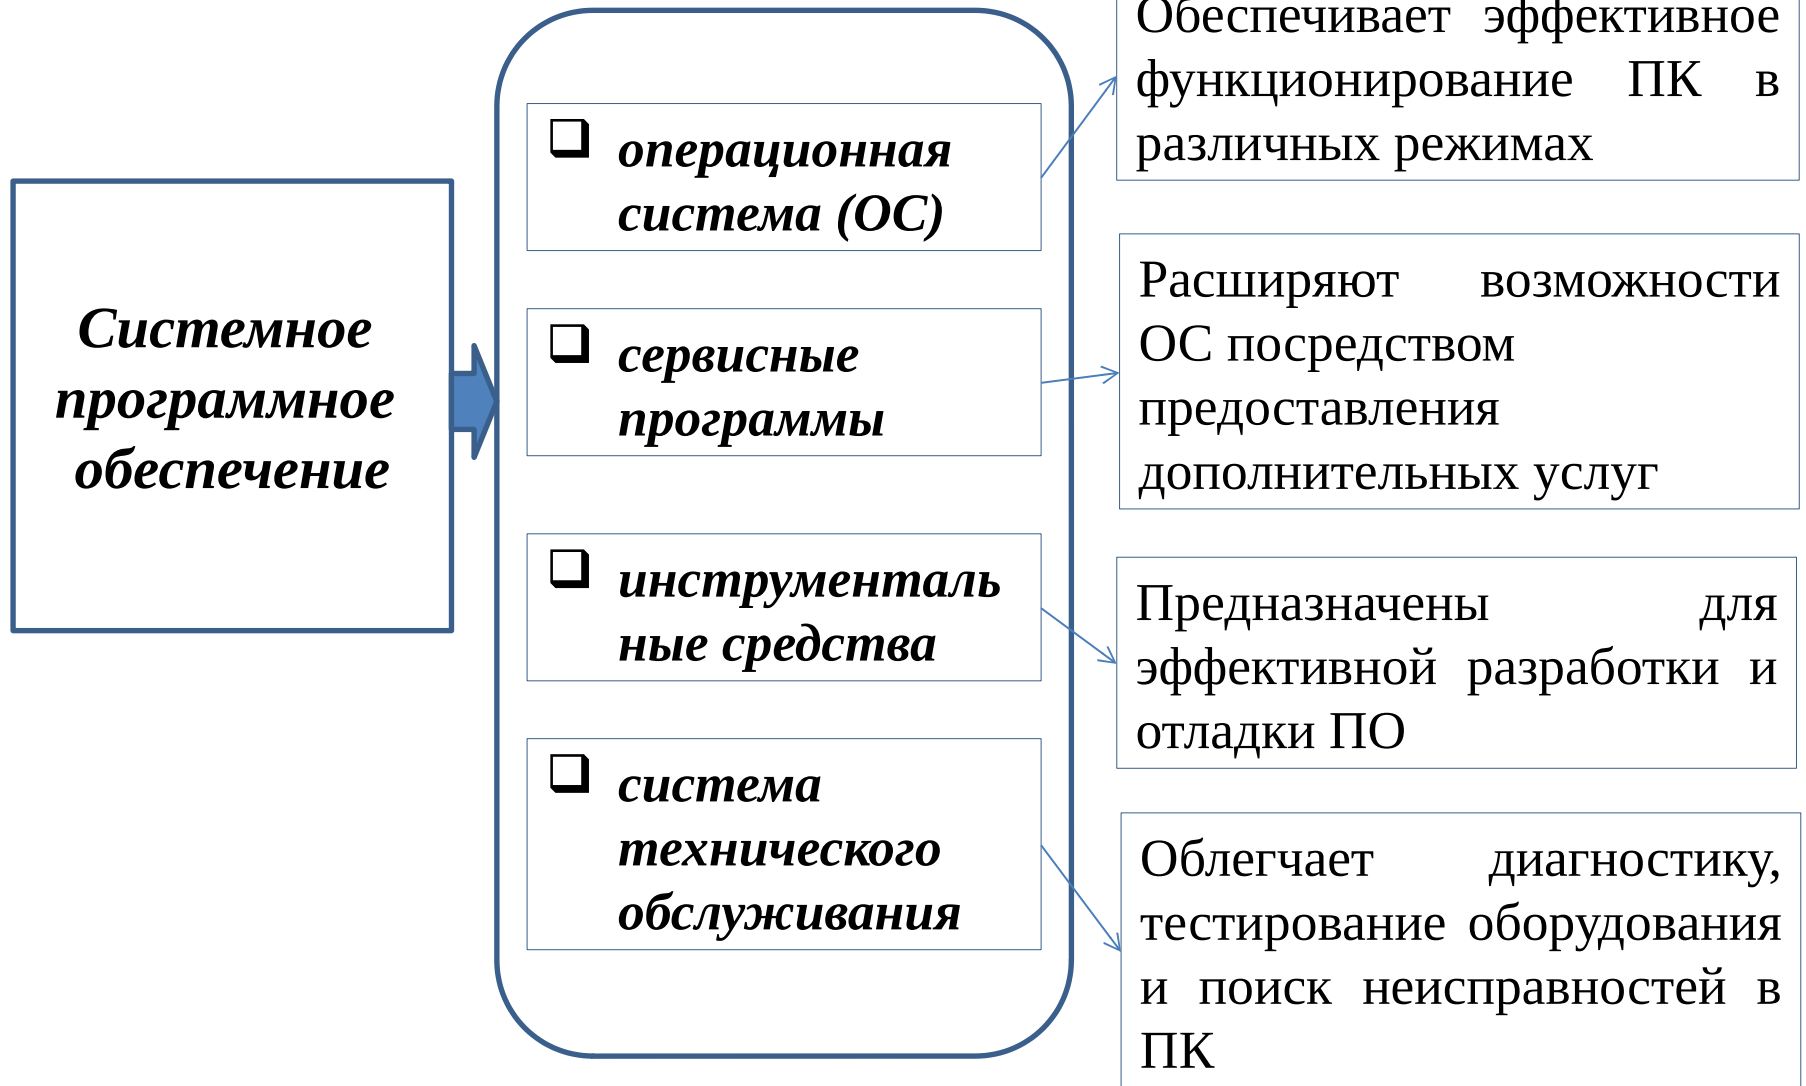 Системное
программное
обеспечение
операционная
система (ОС)
сервисные
программы
инструменталь
ные средства
система
технического
обслуживания
Обеспечивает эффективное
функционирование ПК в
различных режимах
Расширяют возможности
ОС посредством
предоставления
дополнительных услуг
Предназначены для
эффективной разработки и
отладки ПО
Облегчает диагностику,
тестирование оборудования
и поиск неисправностей в
ПК